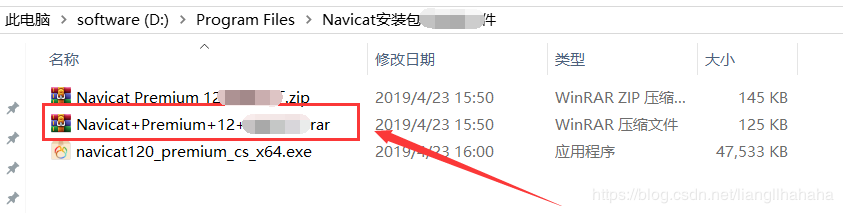 此电脑 > software (D:) > Program Files > Navicat安装包 件
名称 修改日期 类型 大小
Navicat Premium 12 .zip 2019/4/23 15:50 WinRAR ZIP 压缩... 145 KB
Navicat+Premium+12+ rar 2019/4/23 15:50 WinRAR 压缩文件 125 KB
navicat120_premium_cs_x64.exe 2019/4/23 16:00 应用程序 47,533 KB
https://blog.csdn.net/lianglihahaha